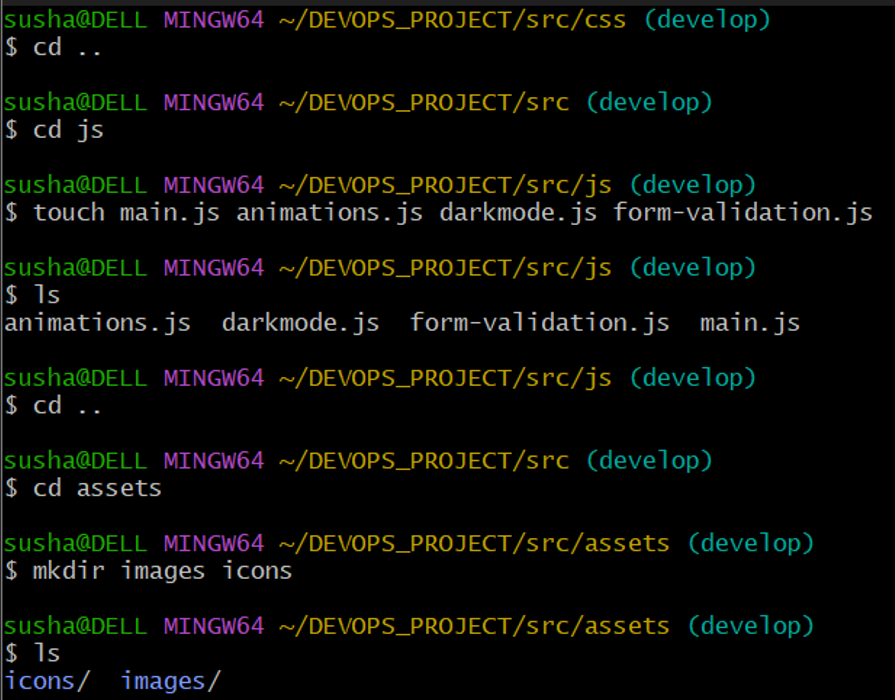 susha@DELL MINGW64 ~/DEVOPS_PROJECT/src/css (develop)
$ cd ..
susha@DELL MINGW64 ~/DEVOPS_PROJECT/src (develop)
$ cd js
susha@DELL MINGW64 ~/DEVOPS_PROJECT/src/js (develop)
$ touch main.js animations.js darkmode.js form-validation.js
susha@DELL MINGW64 ~/DEVOPS_PROJECT/src/js (develop)
$ ls
animations.js  darkmode.js  form-validation.js  main.js
susha@DELL MINGW64 ~/DEVOPS_PROJECT/src/js (develop)
$ cd ..
susha@DELL MINGW64 ~/DEVOPS_PROJECT/src (develop)
$ cd assets
susha@DELL MINGW64 ~/DEVOPS_PROJECT/src/assets (develop)
$ mkdir images icons
susha@DELL MINGW64 ~/DEVOPS_PROJECT/src/assets (develop)
$ ls
icons/  images/